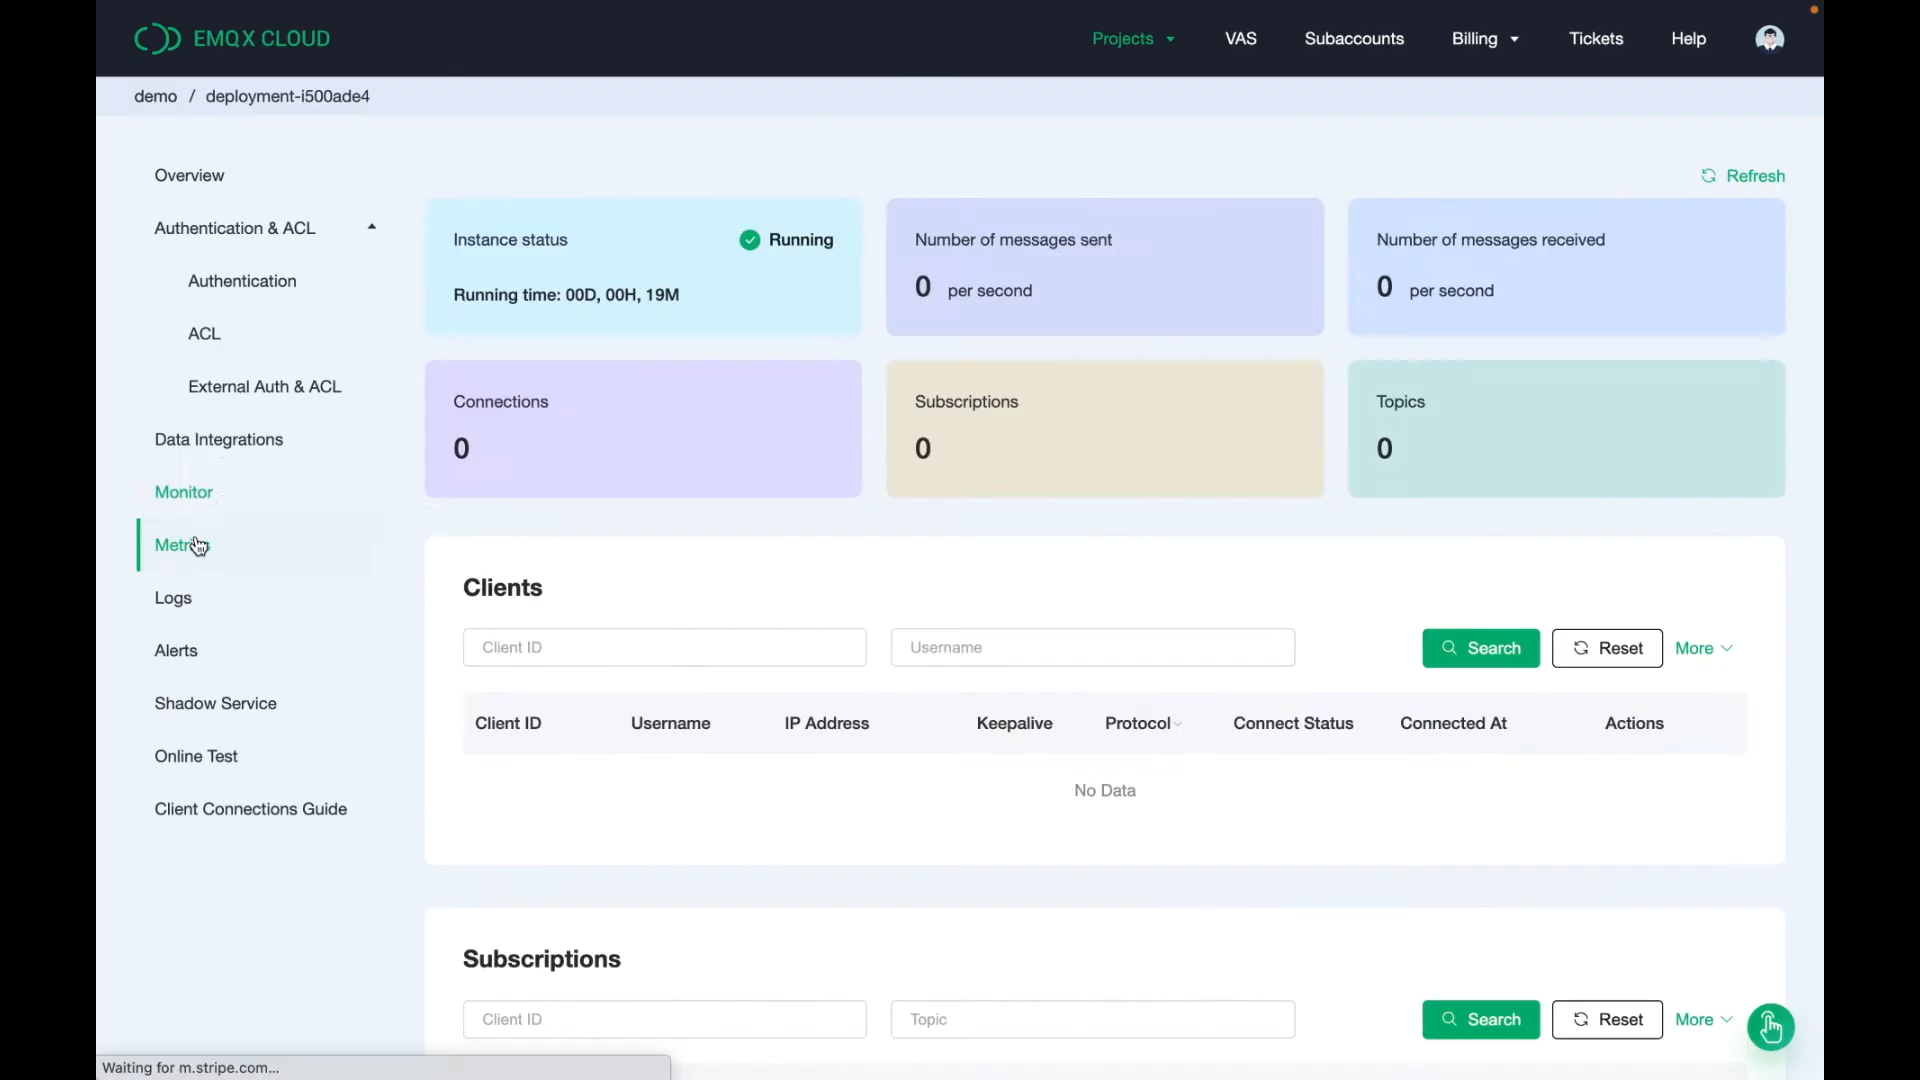 EMQX CLOUD
Projects
VAS
Subaccounts
Billing
Tickets
Help
demo / deployment-i500ade4
Overview
Refresh
Authentication & ACL
Authentication
ACL
External Auth & ACL
Data Integrations
Monitor
Metrics
Logs
Alerts
Shadow Service
Online Test
Client Connections Guide
Instance status
Running
Running time: 00D, 00H, 19M
Number of messages sent
0 per second
Number of messages received
0 per second
Connections
0
Subscriptions
0
Topics
0
Clients
Client ID
Username
Search
Reset
More
Client ID Username IP Address Keepalive Protocol Connect Status Connected At Actions
No Data
Subscriptions
Client ID
Topic
Search
Reset
More
Waiting for m.stripe.com...